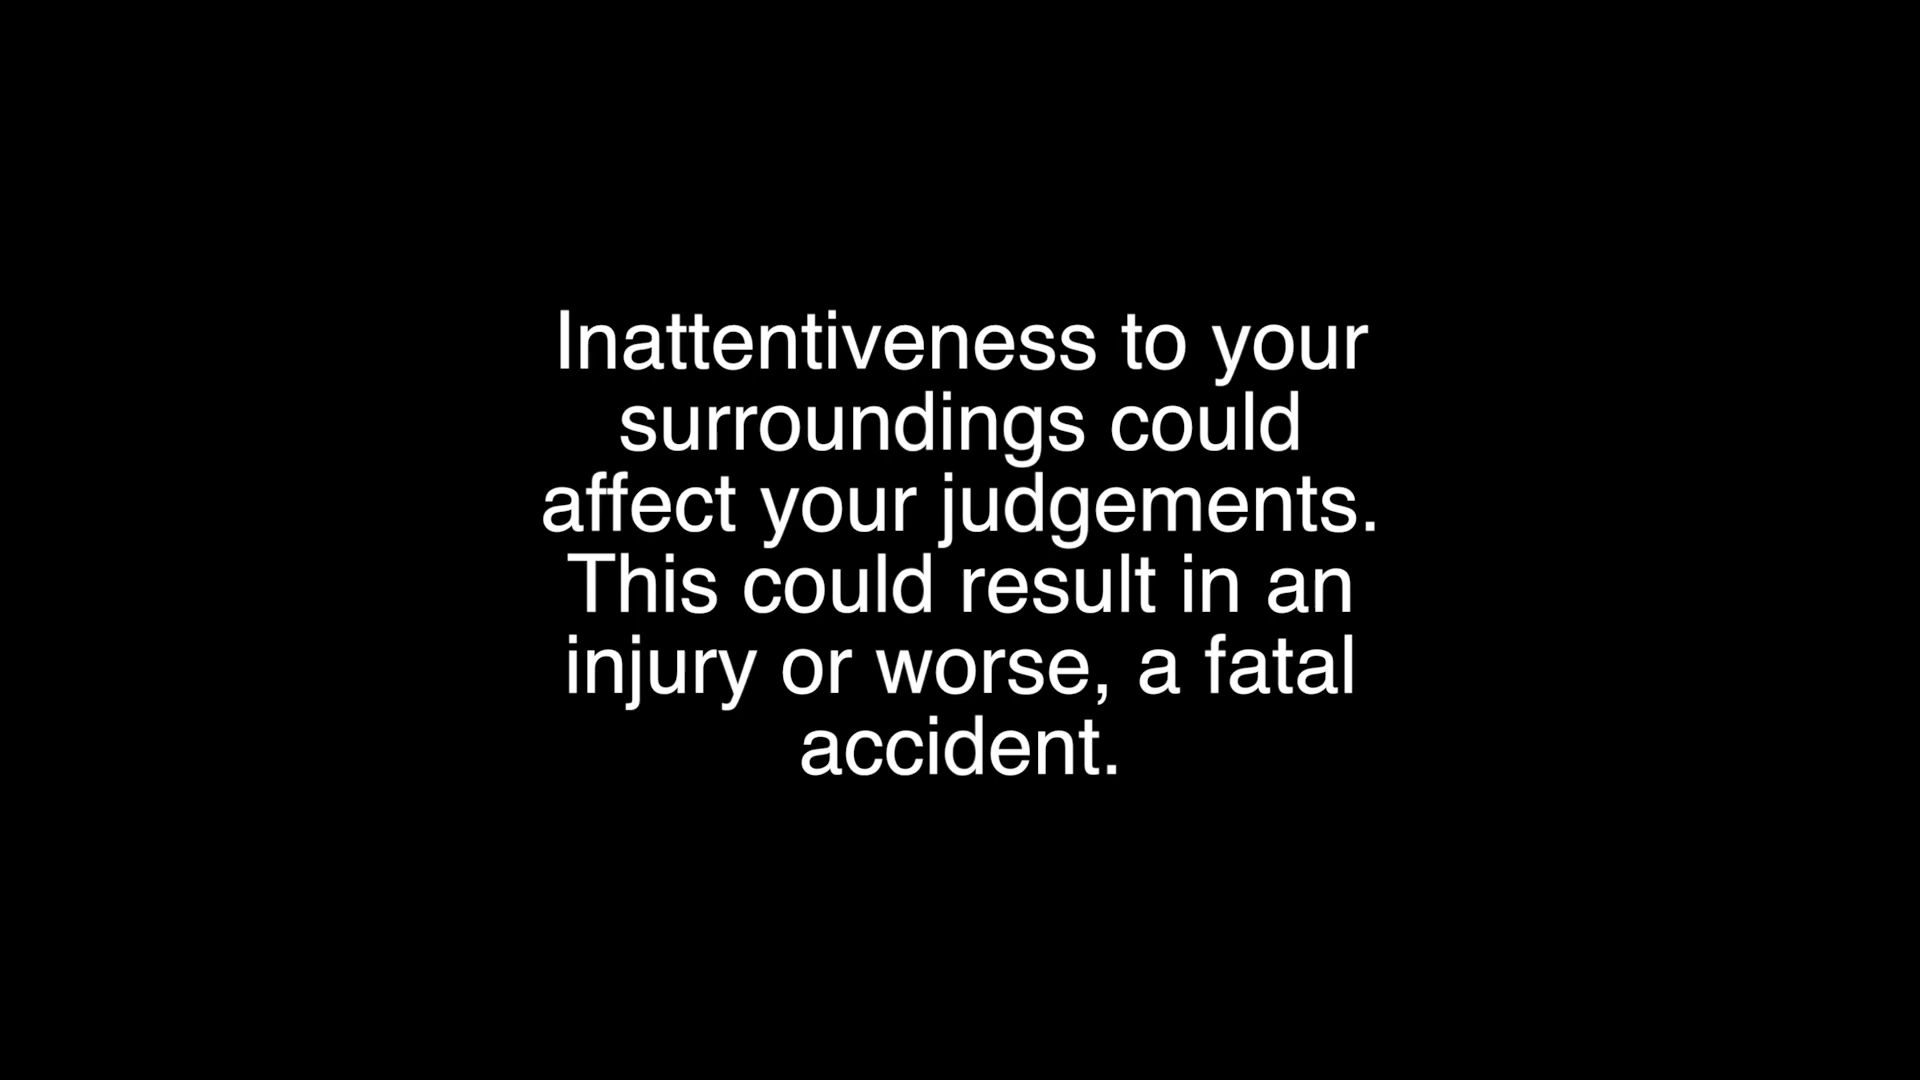 Inattentiveness to your
surroundings could
affect your judgements.
This could result in an
injury or worse, a fatal
accident.